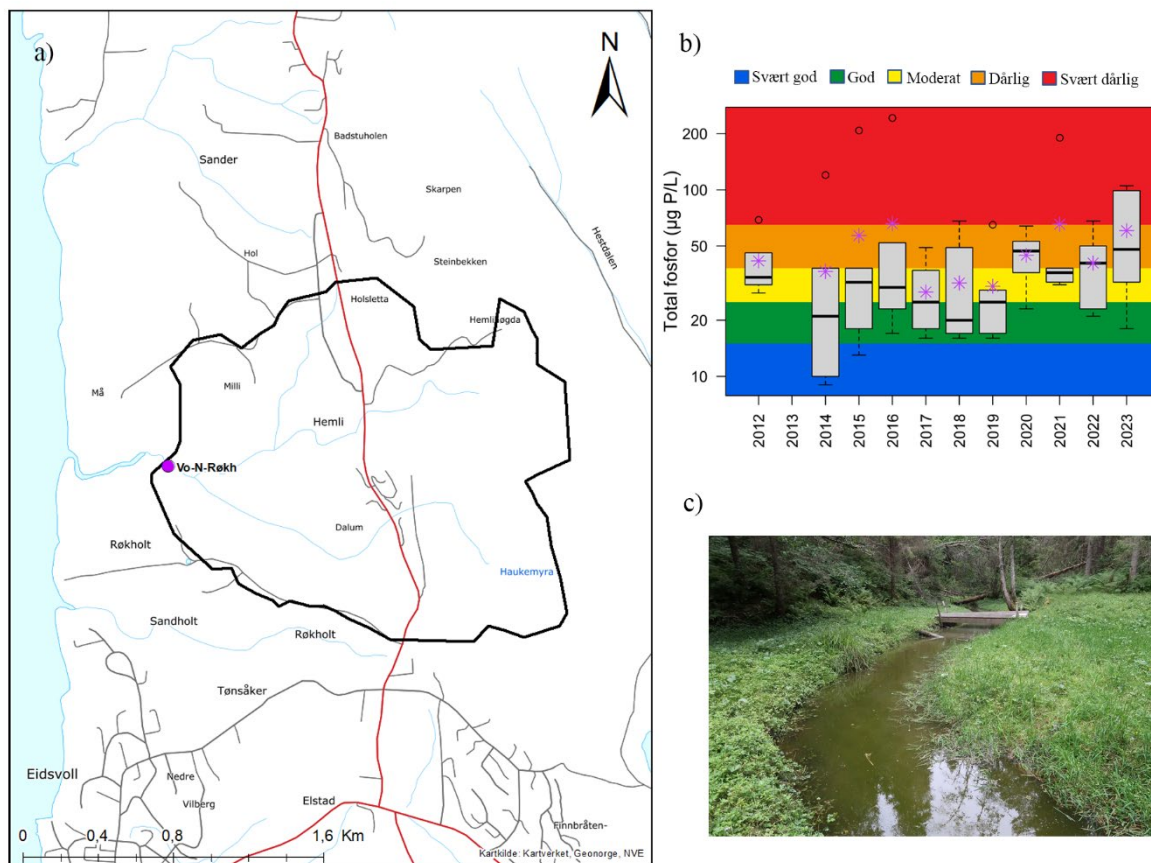 a)
N
Badstuholen
Sander
Skarpen
Hestdalen
Hol
Steinbekken
Holsletta
Hemlihøgda
Må
Milli
Hemli
Vo-N-Røkh
Dalum
Røkholt
Haukemyra
Sandholt
Røkholt
Tønsåker
Eidsvoll
Nedre
Vilberg
Elstad
Finnbråten-
0 0,4 0,8 1,6 Km
Kartkilde: Kartverket, Geonorge, NVE
b)
Svært god God Moderat Dårlig Svært dårlig
Total fosfor (µg P/L)
200
100
50
20
10
2012 2013 2014 2015 2016 2017 2018 2019 2020 2021 2022 2023
c)